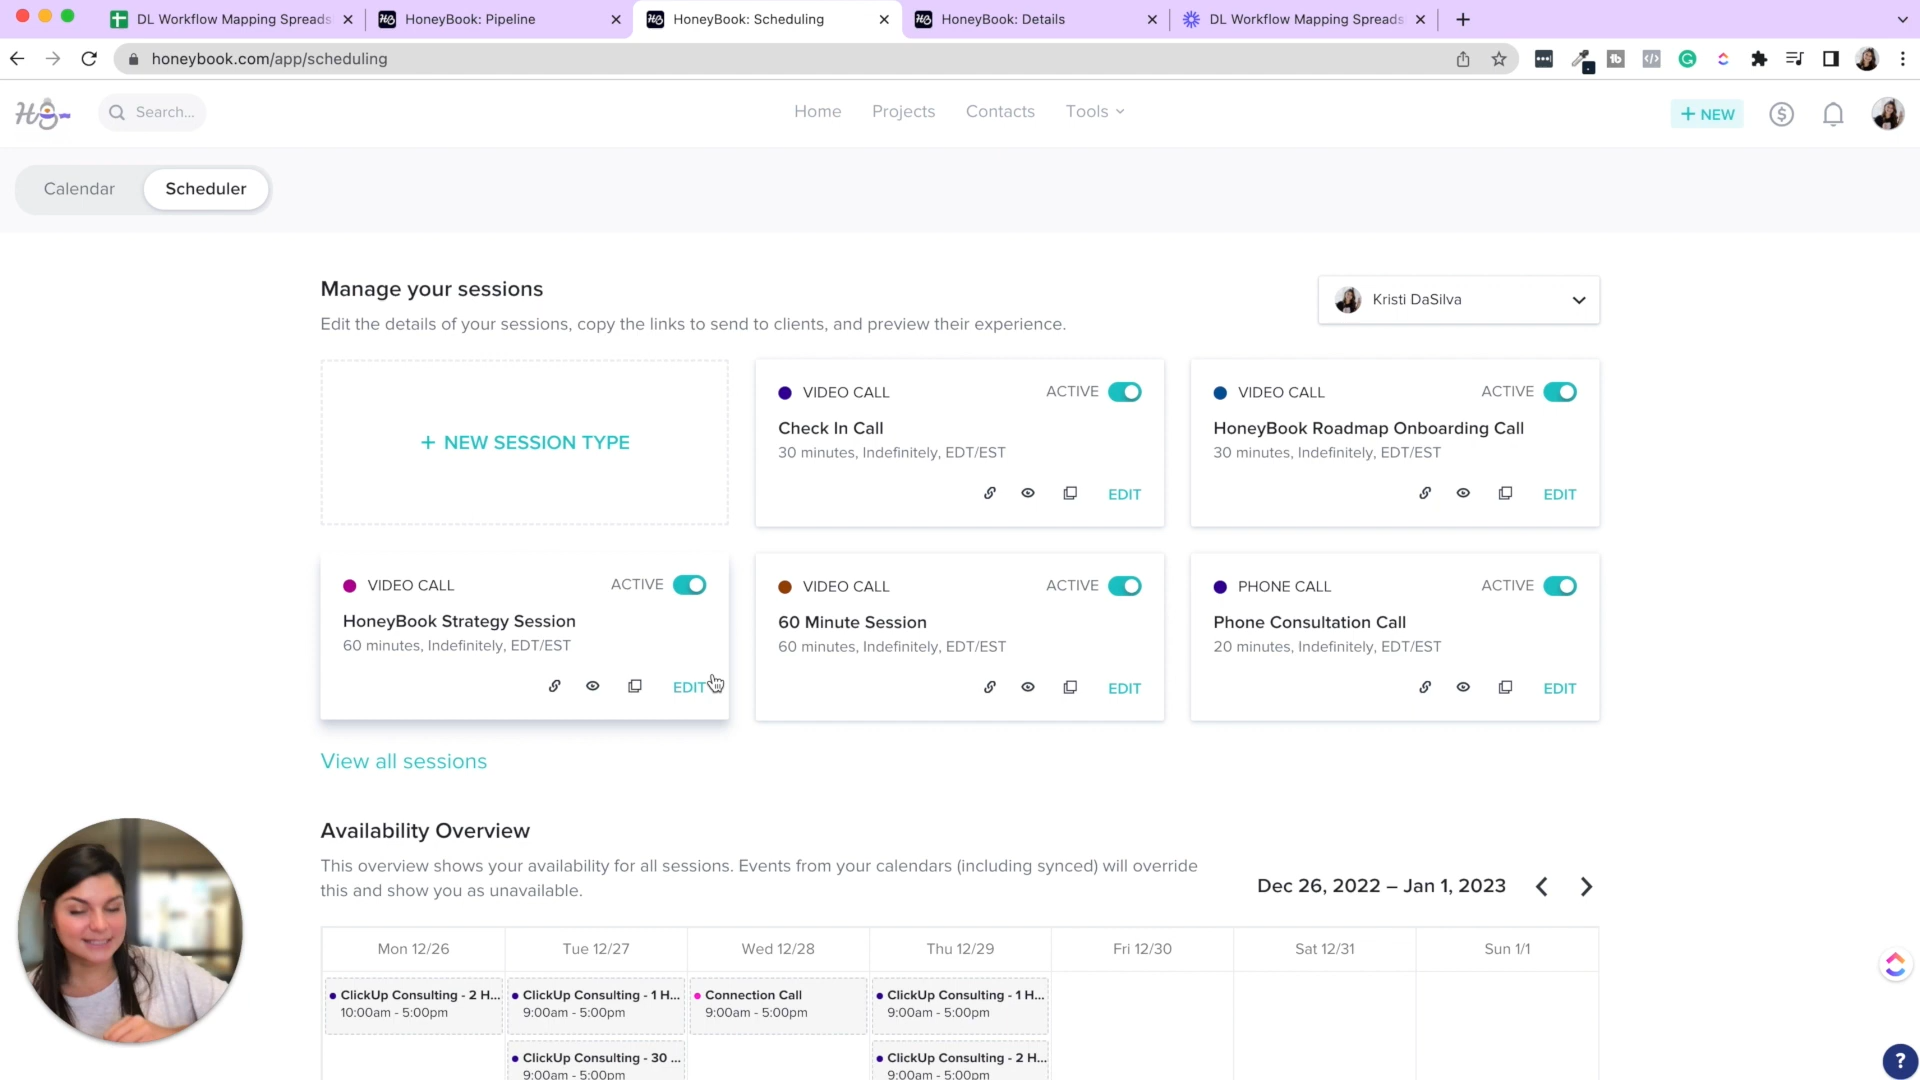 DL Workflow Mapping Spreads
HoneyBook: Pipeline
HoneyBook: Scheduling
HoneyBook: Details
DL Workflow Mapping Spreads
honeybook.com/app/scheduling
Search...
Home
Projects
Contacts
Tools
+ NEW
Calendar
Scheduler
Manage your sessions
Edit the details of your sessions, copy the links to send to clients, and preview their experience.
Kristi DaSilva
+ NEW SESSION TYPE
VIDEO CALL
ACTIVE
Check In Call
30 minutes, Indefinitely, EDT/EST
EDIT
VIDEO CALL
ACTIVE
HoneyBook Roadmap Onboarding Call
30 minutes, Indefinitely, EDT/EST
EDIT
VIDEO CALL
ACTIVE
HoneyBook Strategy Session
60 minutes, Indefinitely, EDT/EST
EDIT
VIDEO CALL
ACTIVE
60 Minute Session
60 minutes, Indefinitely, EDT/EST
EDIT
PHONE CALL
ACTIVE
Phone Consultation Call
20 minutes, Indefinitely, EDT/EST
EDIT
View all sessions
Availability Overview
This overview shows your availability for all sessions. Events from your calendars (including synced) will override
this and show you as unavailable.
Dec 26, 2022 – Jan 1, 2023
Mon 12/26
Tue 12/27
Wed 12/28
Thu 12/29
Fri 12/30
Sat 12/31
Sun 1/1
ClickUp Consulting - 2 H...
10:00am - 5:00pm
ClickUp Consulting - 1 H...
9:00am - 5:00pm
Connection Call
9:00am - 5:00pm
ClickUp Consulting - 1 H...
9:00am - 5:00pm
ClickUp Consulting - 30 ...
9:00am - 5:00pm
ClickUp Consulting - 2 H...
9:00am - 5:00pm
?